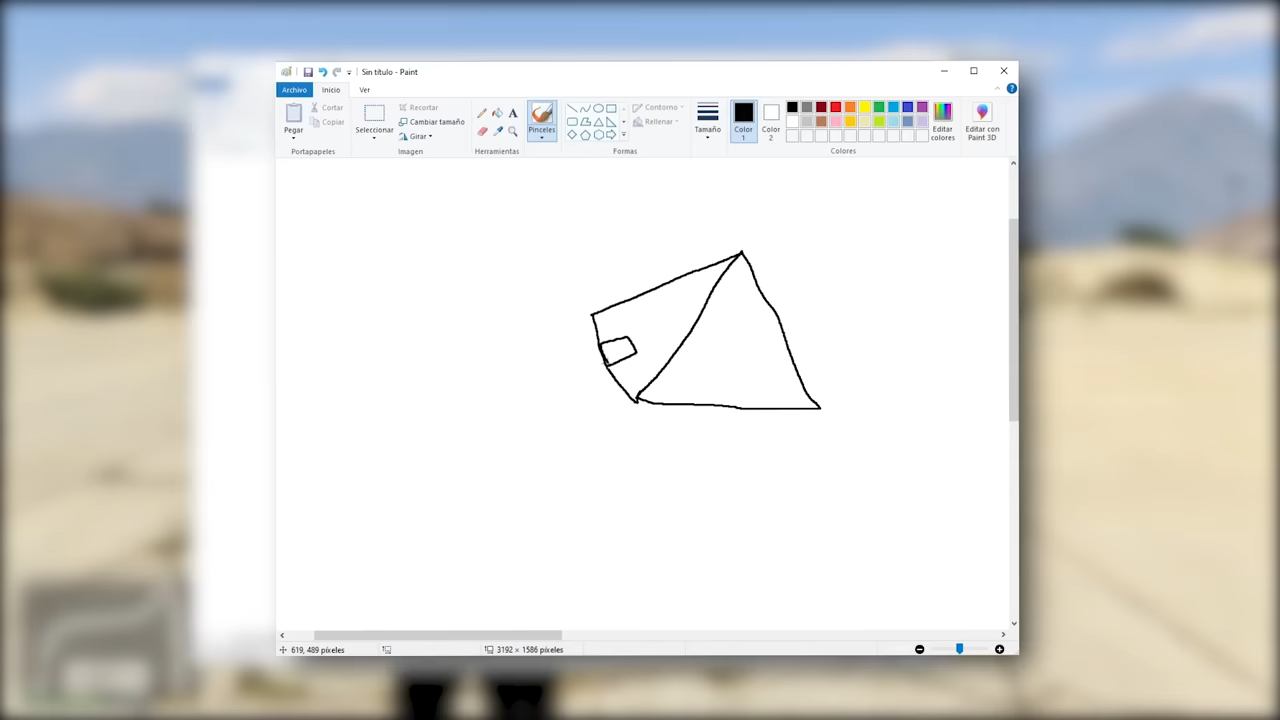 Sin título - Paint
Archivo Inicio Ver
Pegar
Cortar
Copiar
Portapapeles
Seleccionar
Recortar
Cambiar tamaño
Girar
Imagen
A
Herramientas
Pinceles
Contorno
Rellenar
Formas
Tamaño
Color
1
Color
2
Editar
colores
Colores
Editar con
Paint 3D
619, 489 píxeles
3192 × 1586 píxeles